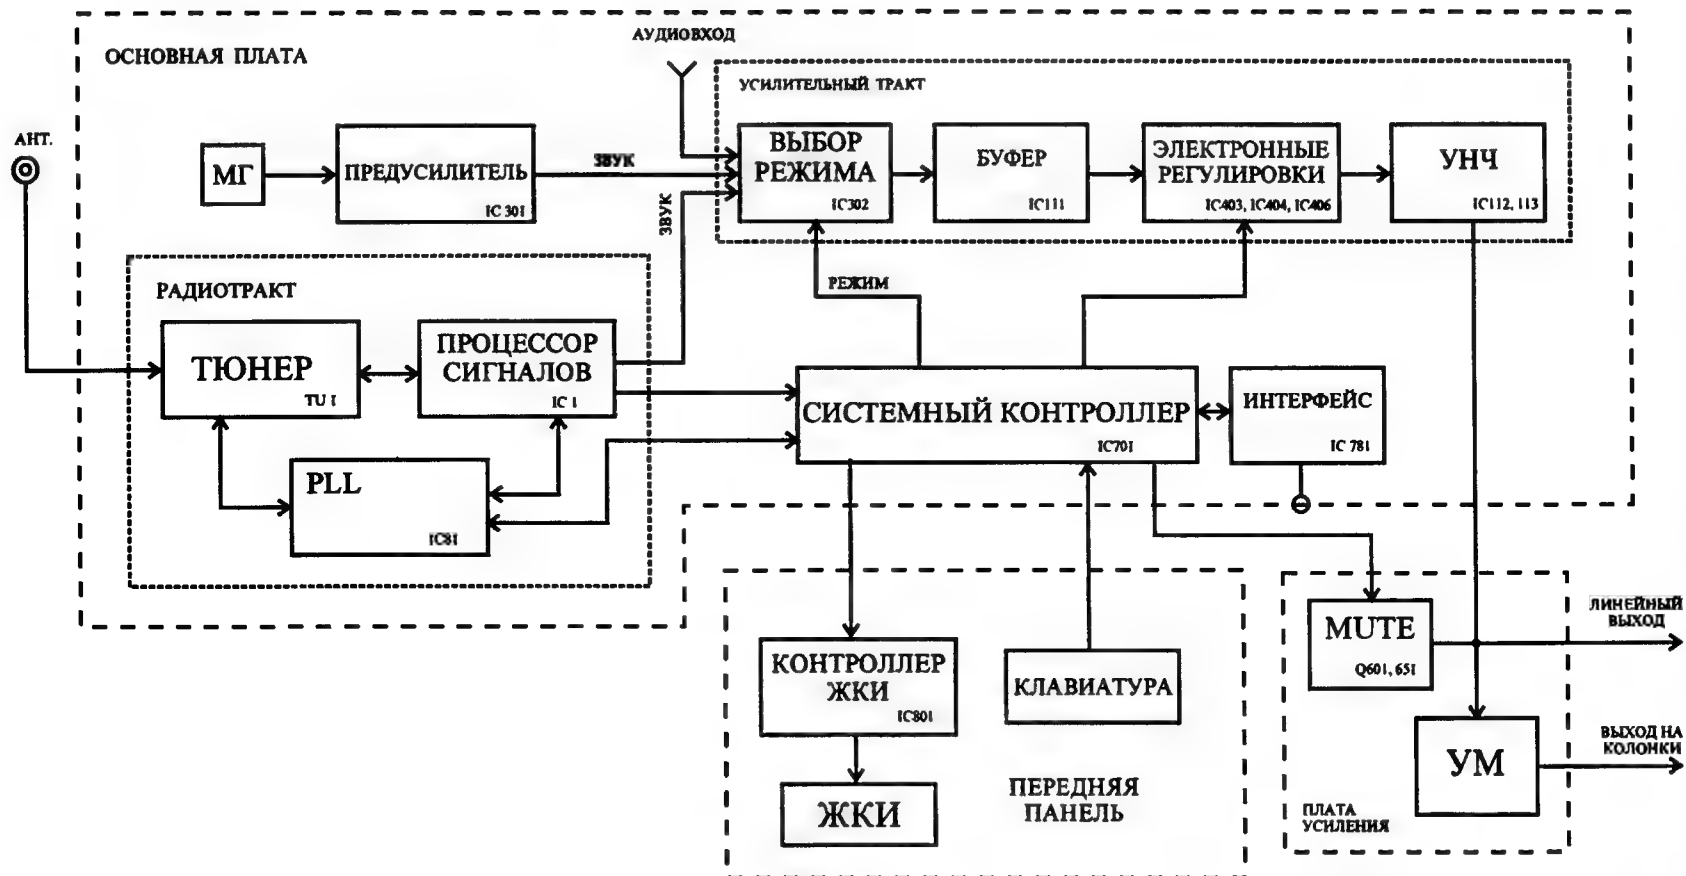 АУДИОВХОД
ОСНОВНАЯ ПЛАТА
УСИЛИТЕЛЬНЫЙ ТРАКТ
АНТ.
МГ
ПРЕДУСИЛИТЕЛЬ
IC 301
ЗВУК
ЗВУК
ВЫБОР
РЕЖИМА
IC302
БУФЕР
IC111
ЭЛЕКТРОННЫЕ
РЕГУЛИРОВКИ
IC403, IC404, IC406
УНЧ
IC112, 113
РАДИОТРАКТ
РЕЖИМ
ТЮНЕР
TU 1
ПРОЦЕССОР
СИГНАЛОВ
IC 1
СИСТЕМНЫЙ КОНТРОЛЛЕР
IC701
ИНТЕРФЕЙС
IC 781
PLL
IC81
КОНТРОЛЛЕР
ЖКИ
IC801
КЛАВИАТУРА
MUTE
Q601, 651
ЛИНЕЙНЫЙ
ВЫХОД
УМ
ВЫХОД НА
КОЛОНКИ
ЖКИ
ПЕРЕДНЯЯ
ПАНЕЛЬ
ПЛАТА
УСИЛЕНИЯ